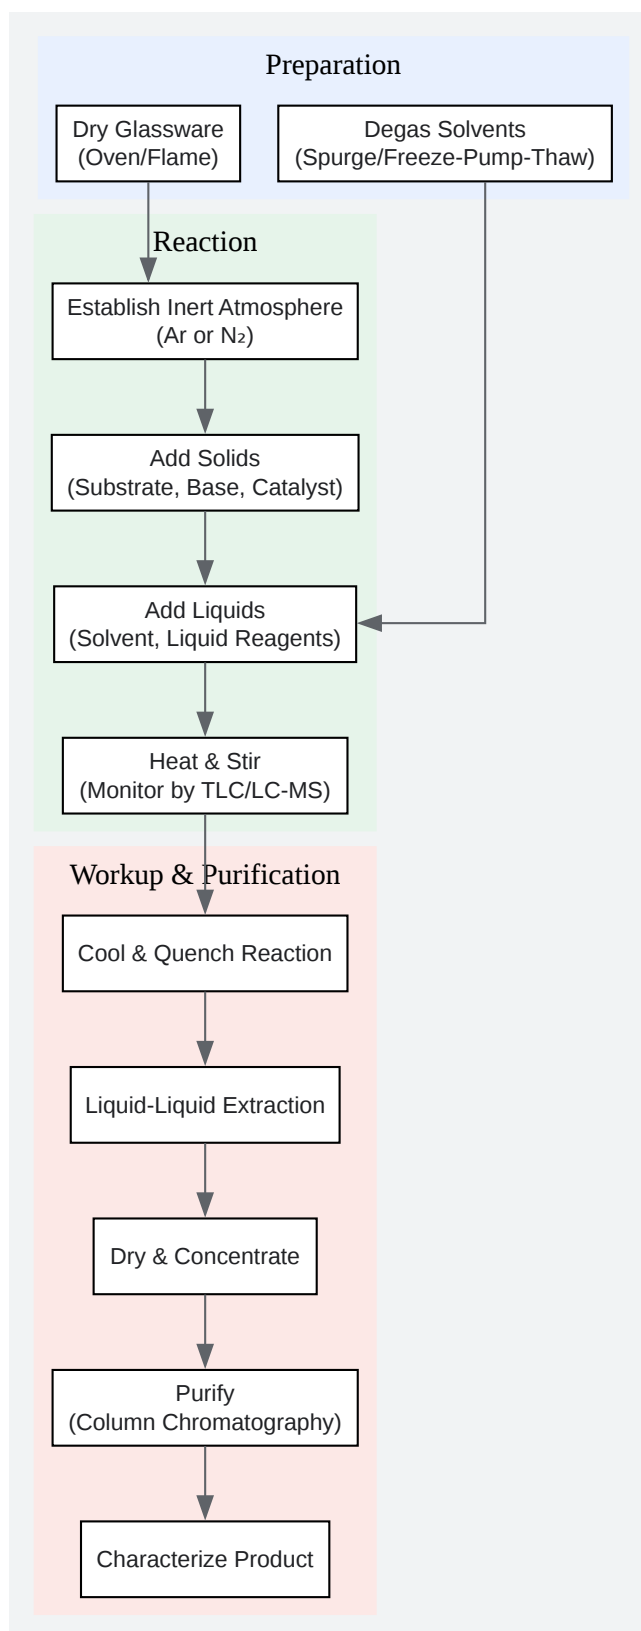 Preparation
Dry Glassware
(Oven/Flame)
Degas Solvents
(Spurge/Freeze-Pump-Thaw)
Reaction
Establish Inert Atmosphere
(Ar or N₂)
Add Solids
(Substrate, Base, Catalyst)
Add Liquids
(Solvent, Liquid Reagents)
Heat & Stir
(Monitor by TLC/LC-MS)
Workup & Purification
Cool & Quench Reaction
Liquid-Liquid Extraction
Dry & Concentrate
Purify
(Column Chromatography)
Characterize Product